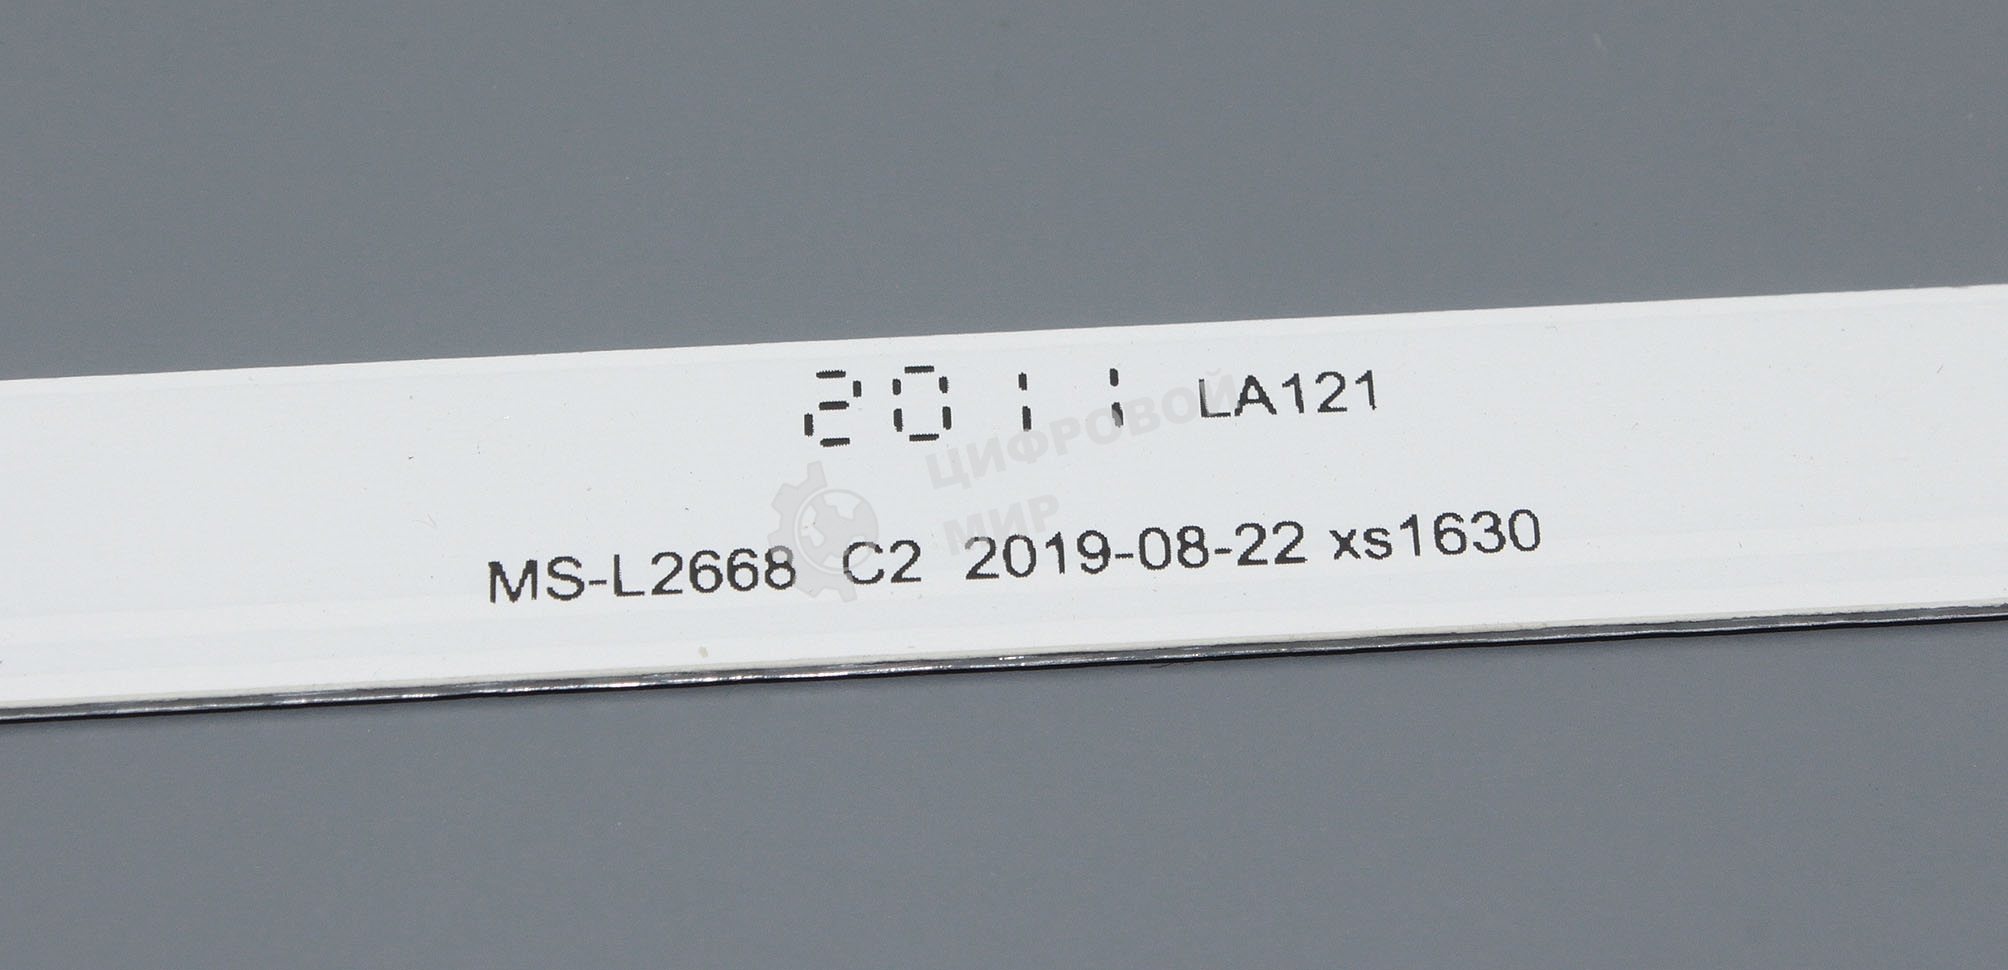 2011 LA121
ЦИФРОВОЙ
МИР
MS-L2668 C2 2019-08-22 xs1630